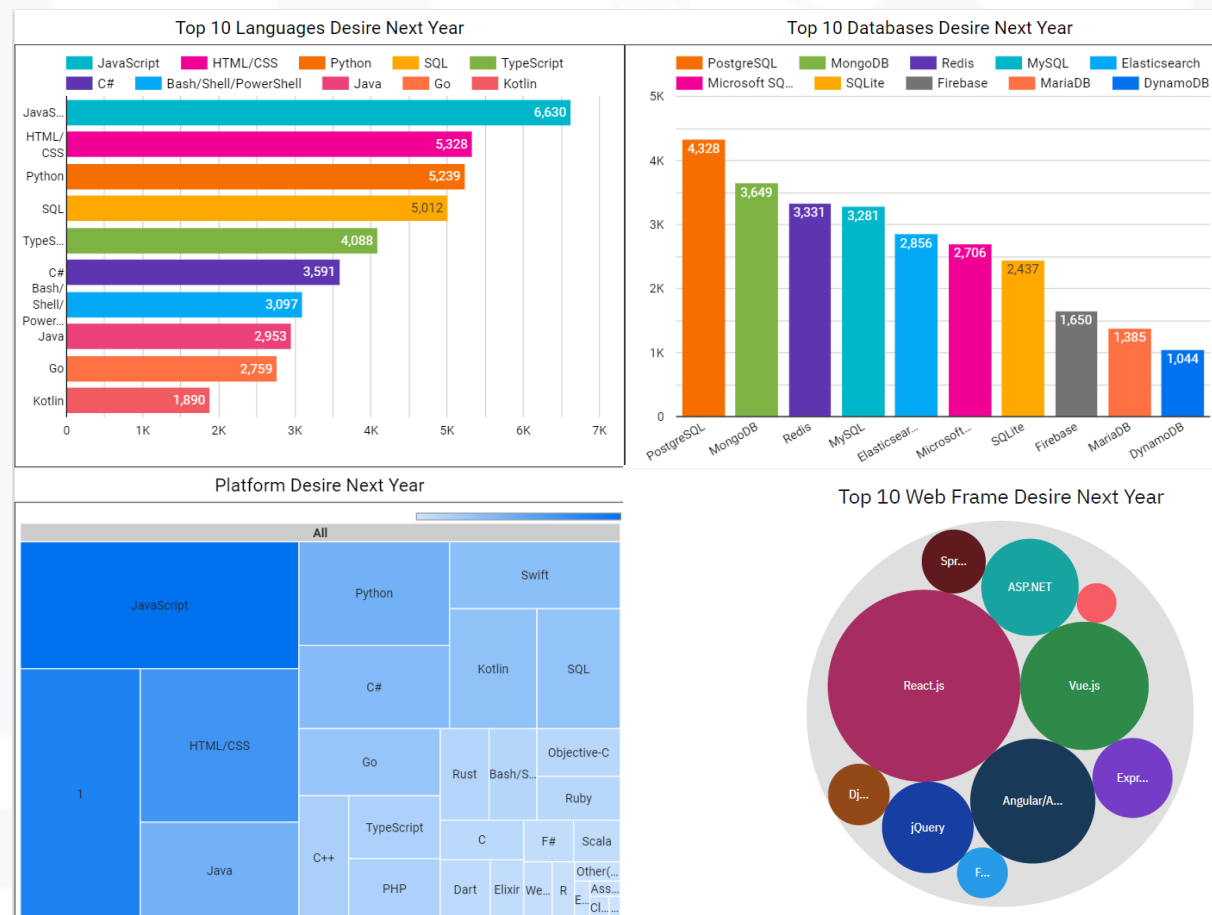 Top 10 Languages Desire Next Year
JavaScript HTML/CSS Python SQL TypeScript
C# Bash/Shell/PowerShell Java Go Kotlin
JavaS... 6,630
HTML/
CSS 5,328
Python 5,239
SQL 5,012
TypeS... 4,088
C# 3,591
Bash/
Shell/ 3,097
Power...
Java 2,953
Go 2,759
Kotlin 1,890
0 1K 2K 3K 4K 5K 6K 7K
Top 10 Databases Desire Next Year
PostgreSQL MongoDB Redis MySQL Elasticsearch
Microsoft SQ... SQLite Firebase MariaDB DynamoDB
5K
4K
3K
2K
1K
0
4,328 3,649 3,331 3,281 2,856 2,706 2,437 1,650 1,385 1,044
PostgreSQL MongoDB Redis MySQL Elasticsear... Microsoft... SQLite Firebase MariaDB DynamoDB
Platform Desire Next Year
All
JavaScript
1
HTML/CSS
Java
Python
C#
Go
C++
TypeScript
PHP
Swift
Kotlin
SQL
Rust
Bash/S...
Objective-C
Ruby
C
F#
Scala
Dart
Elixir
We...
R
Other(...
E...
Ass...
Cl...
...
Top 10 Web Frame Desire Next Year
Spr...
ASP.NET
React.js
Vue.js
Dj...
jQuery
Angular/A...
Expr...
F...